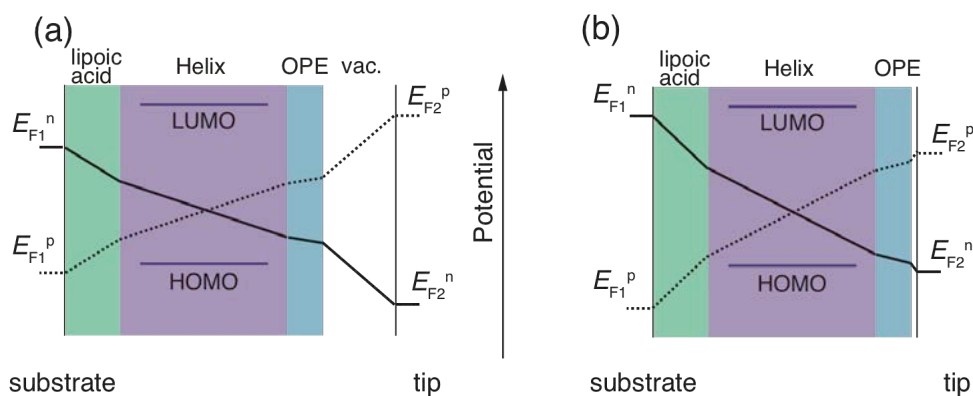 (a)
lipoic
acid
Helix
OPE
vac.
LUMO
HOMO
E_F1^n
E_F1^p
E_F2^p
E_F2^n
substrate
tip
Potential
(b)
lipoic
acid
Helix
OPE
LUMO
HOMO
E_F1^n
E_F1^p
E_F2^p
E_F2^n
substrate
tip